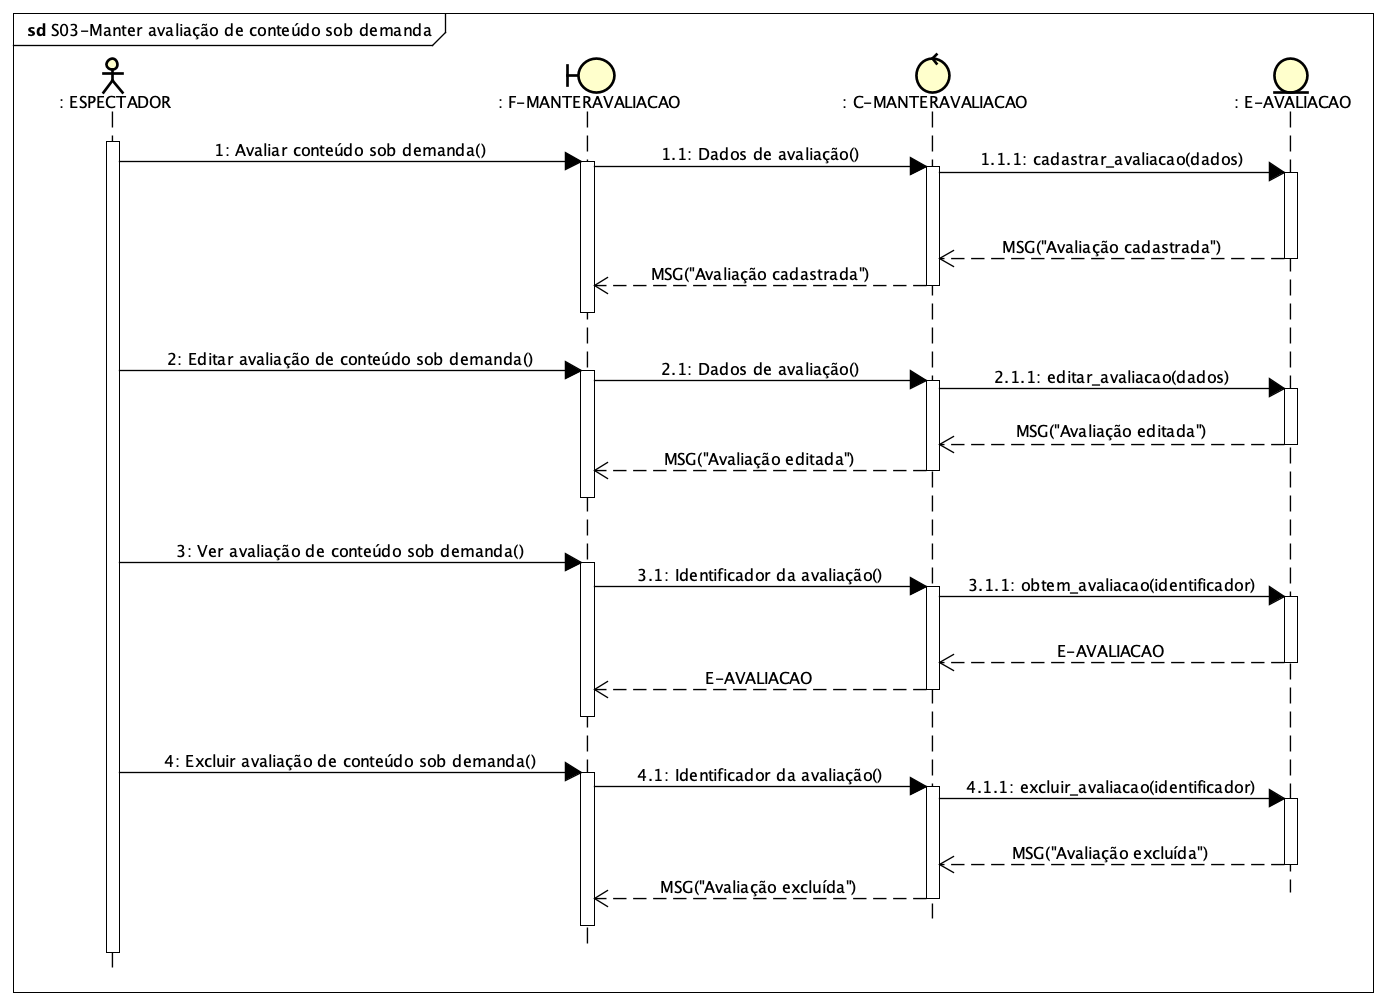 sd S03-Manter avaliação de conteúdo sob demanda
: ESPECTADOR
: F-MANTERAVALIACAO
: C-MANTERAVALIACAO
: E-AVALIACAO
1: Avaliar conteúdo sob demanda()
1.1: Dados de avaliação()
1.1.1: cadastrar_avaliacao(dados)
MSG("Avaliação cadastrada")
MSG("Avaliação cadastrada")
2: Editar avaliação de conteúdo sob demanda()
2.1: Dados de avaliação()
2.1.1: editar_avaliacao(dados)
MSG("Avaliação editada")
MSG("Avaliação editada")
3: Ver avaliação de conteúdo sob demanda()
3.1: Identificador da avaliação()
3.1.1: obtem_avaliacao(identificador)
E-AVALIACAO
E-AVALIACAO
4: Excluir avaliação de conteúdo sob demanda()
4.1: Identificador da avaliação()
4.1.1: excluir_avaliacao(identificador)
MSG("Avaliação excluída")
MSG("Avaliação excluída")